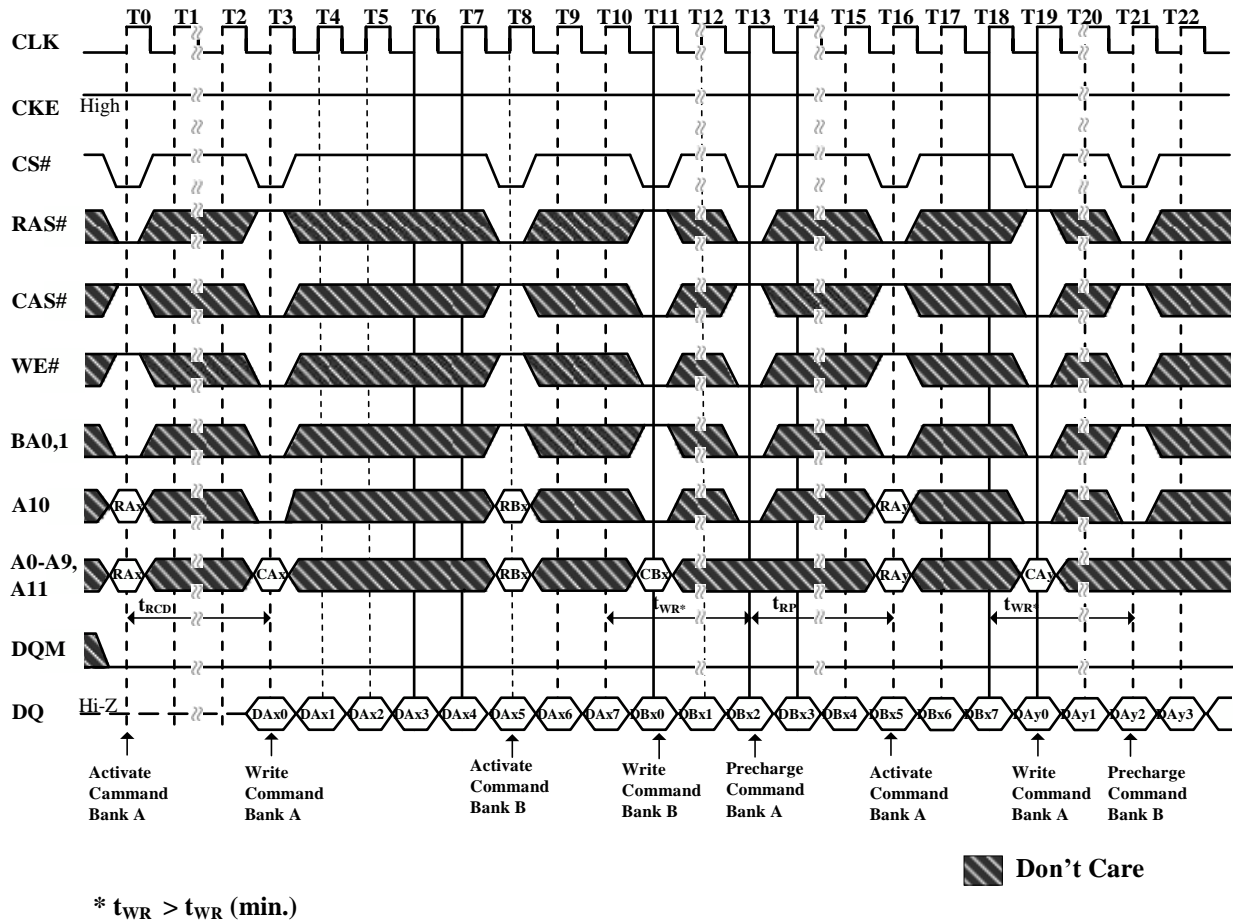 T0 T1 T2 T3 T4 T5 T6 T7 T8 T9 T10 T11 T12 T13 T14 T15 T16 T17 T18 T19 T20 T21 T22
CLK
CKE High
CS#
RAS#
CAS#
WE#
BA0,1
A10 RAx RBx RAy
A0-A9, A11 RAx CAx RBx CBx RAy CAy
tRCD tWR* tRP tWR*
DQM
DQ Hi-Z DAx0 DAx1 DAx2 DAx3 DAx4 DAx5 DAx6 DAx7 DBx0 DBx1 DBx2 DBx3 DBx4 DBx5 DBx6 DBx7 DAy0 DAy1 DAy2 DAy3
Activate
Cammand
Bank A
Write
Command
Bank A
Activate
Command
Bank B
Write
Command
Bank B
Precharge
Command
Bank A
Activate
Command
Bank A
Write
Command
Bank A
Precharge
Command
Bank B
Don't Care
* tWR > tWR (min.)